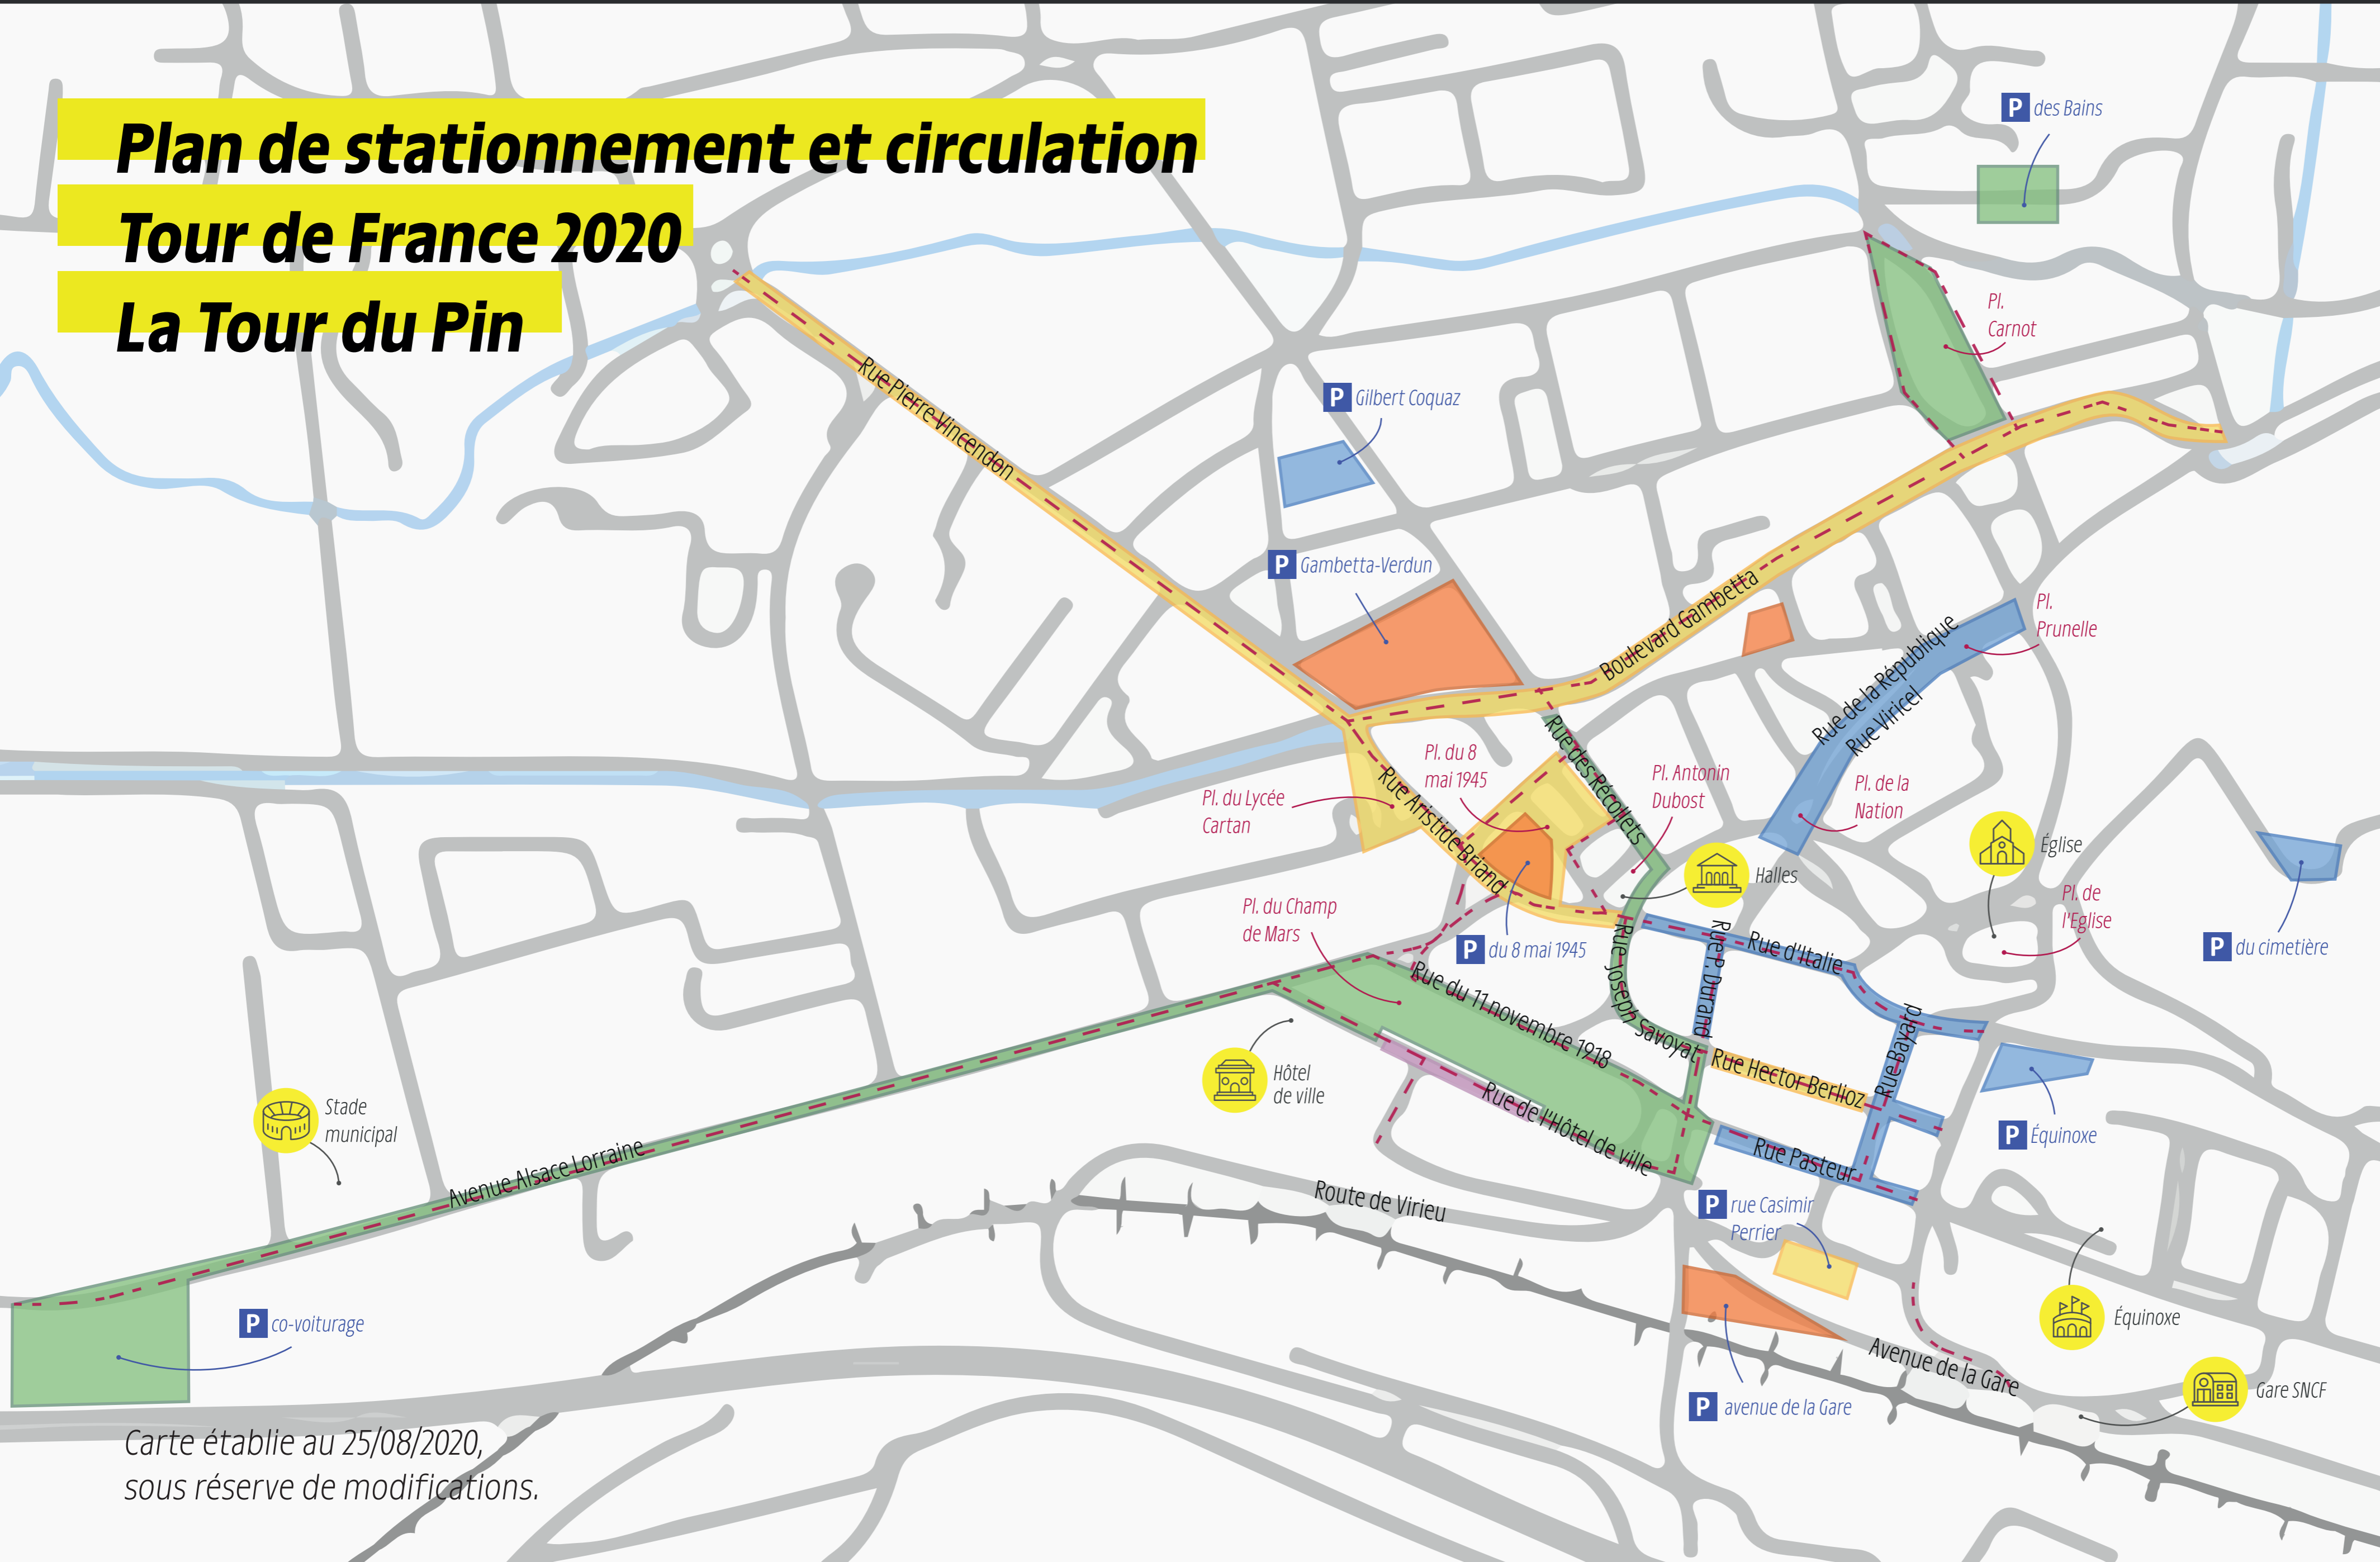 Plan de stationnement et circulation
Tour de France 2020
La Tour du Pin
P des Bains
Pl.
Carnot
Rue Pierre Vincendon
P Gilbert Coquaz
P Gambetta-Verdun
Boulevard Gambetta
Pl.
Prunelle
Rue de la République
Rue Viricel
Pl. du 8
mai 1945
Rue des Récollets
Pl. Antonin
Dubost
Pl. de la
Nation
Pl. du Lycée
Cartan
Rue Aristide Briand
Église
Halles
Pl. de
l'Eglise
P du cimetière
Pl. du Champ
de Mars
P du 8 mai 1945
Rue d'Italie
Rue P. Durand
Rue Joseph Savoyat
Rue du 11 novembre 1918
Rue Hector Berlioz
Rue Bayard
Hôtel
de ville
Rue de l'Hôtel de ville
P Équinoxe
Rue Pasteur
Stade
municipal
Avenue Alsace Lorraine
Route de Virieu
P rue Casimir
Perrier
P co-voiturage
Équinoxe
Avenue de la Gare
P avenue de la Gare
Gare SNCF
Carte établie au 25/08/2020,
sous réserve de modifications.